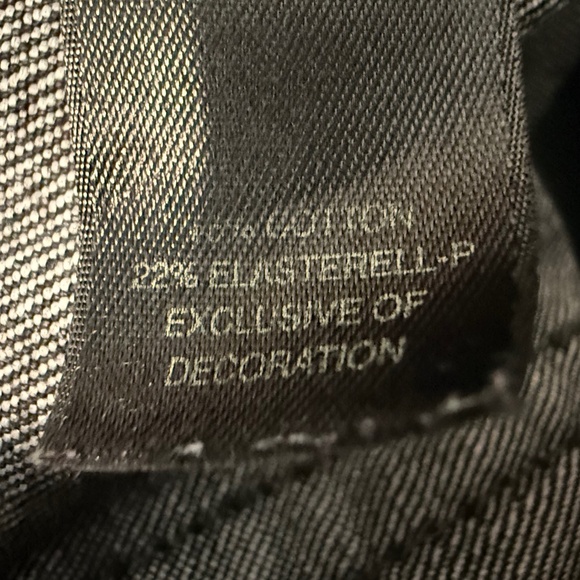 COTTON
22% ELASTERELL-P
EXCLUSIVE OF
DECORATION